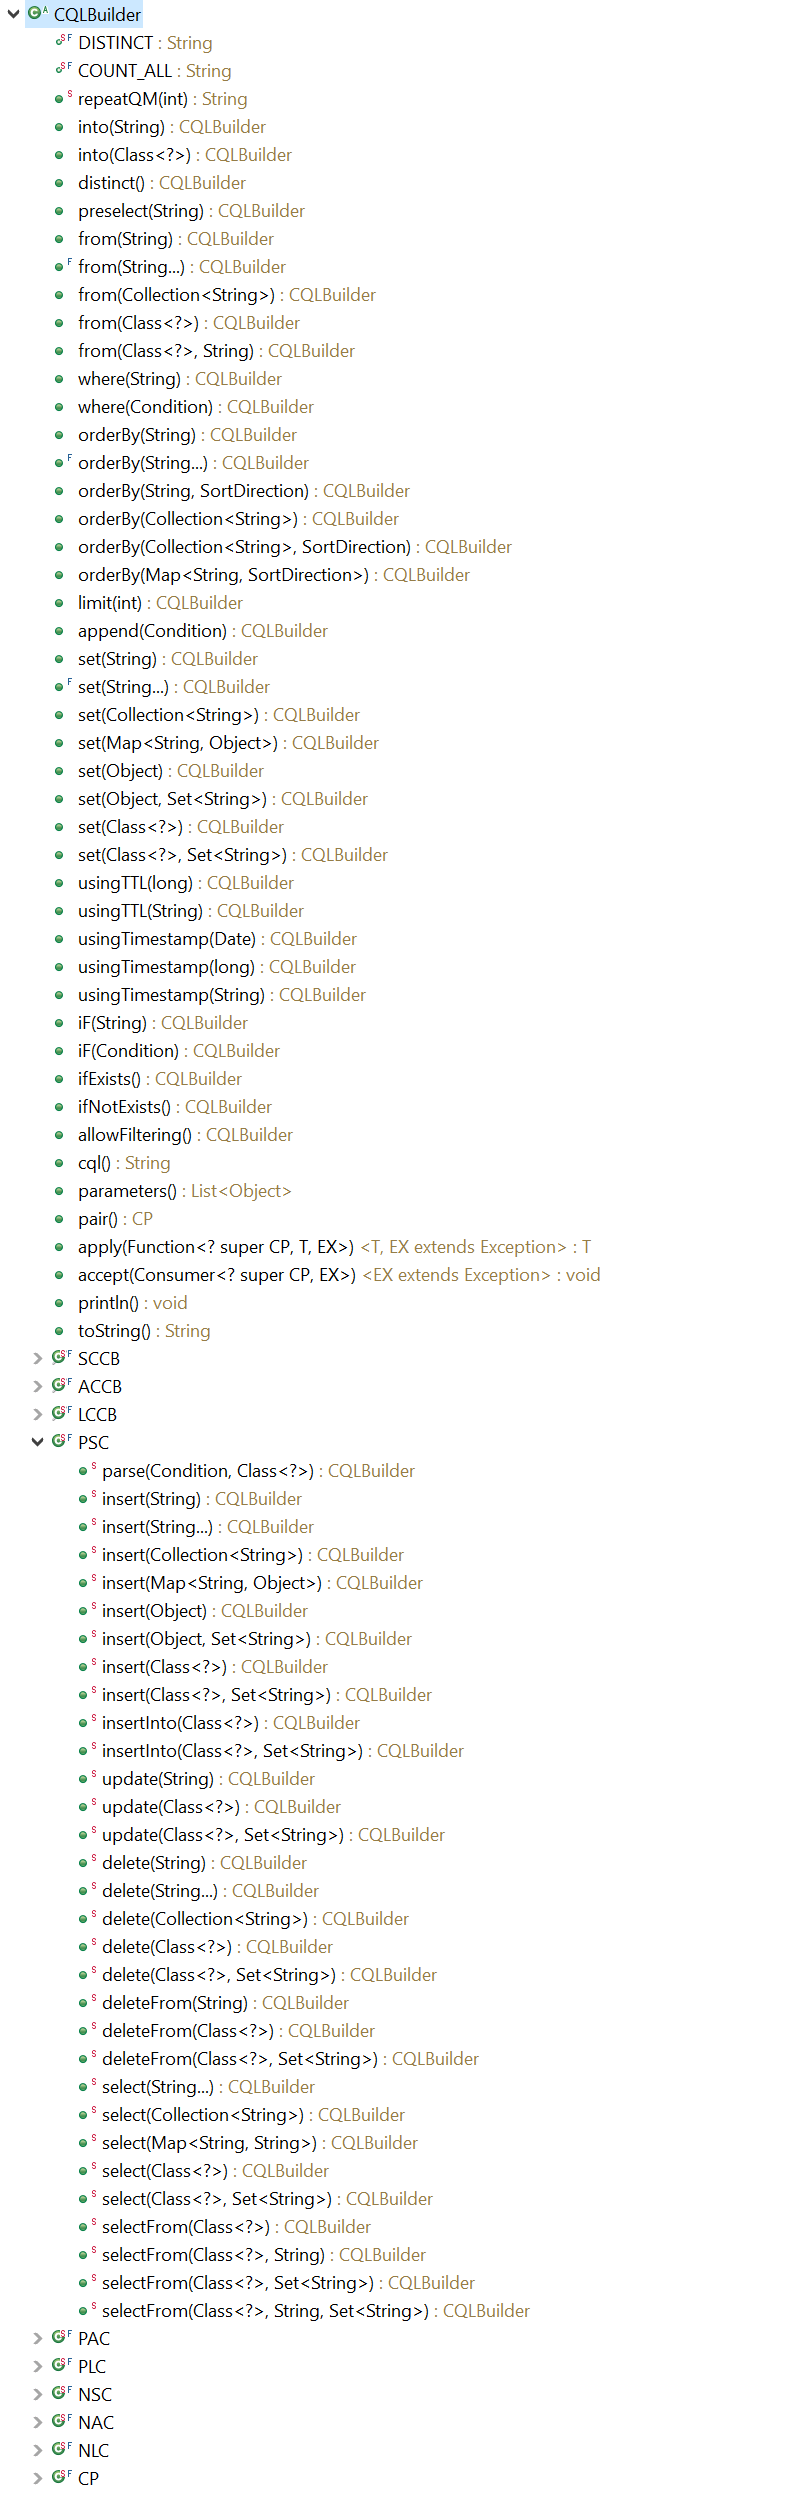 CQLBuilder
DISTINCT : String
COUNT_ALL : String
repeatQM(int) : String
into(String) : CQLBuilder
into(Class<?>) : CQLBuilder
distinct() : CQLBuilder
preselect(String) : CQLBuilder
from(String) : CQLBuilder
from(String...) : CQLBuilder
from(Collection<String>) : CQLBuilder
from(Class<?>) : CQLBuilder
from(Class<?>, String) : CQLBuilder
where(String) : CQLBuilder
where(Condition) : CQLBuilder
orderBy(String) : CQLBuilder
orderBy(String...) : CQLBuilder
orderBy(String, SortDirection) : CQLBuilder
orderBy(Collection<String>) : CQLBuilder
orderBy(Collection<String>, SortDirection) : CQLBuilder
orderBy(Map<String, SortDirection>) : CQLBuilder
limit(int) : CQLBuilder
append(Condition) : CQLBuilder
set(String) : CQLBuilder
set(String...) : CQLBuilder
set(Collection<String>) : CQLBuilder
set(Map<String, Object>) : CQLBuilder
set(Object) : CQLBuilder
set(Object, Set<String>) : CQLBuilder
set(Class<?>) : CQLBuilder
set(Class<?>, Set<String>) : CQLBuilder
usingTTL(long) : CQLBuilder
usingTTL(String) : CQLBuilder
usingTimestamp(Date) : CQLBuilder
usingTimestamp(long) : CQLBuilder
usingTimestamp(String) : CQLBuilder
iF(String) : CQLBuilder
iF(Condition) : CQLBuilder
ifExists() : CQLBuilder
ifNotExists() : CQLBuilder
allowFiltering() : CQLBuilder
cql() : String
parameters() : List<Object>
pair() : CP
apply(Function<? super CP, T, EX>) <T, EX extends Exception> : T
accept(Consumer<? super CP, EX>) <EX extends Exception> : void
println() : void
toString() : String
SCCB
ACCB
LCCB
PSC
parse(Condition, Class<?>) : CQLBuilder
insert(String) : CQLBuilder
insert(String...) : CQLBuilder
insert(Collection<String>) : CQLBuilder
insert(Map<String, Object>) : CQLBuilder
insert(Object) : CQLBuilder
insert(Object, Set<String>) : CQLBuilder
insert(Class<?>) : CQLBuilder
insert(Class<?>, Set<String>) : CQLBuilder
insertInto(Class<?>) : CQLBuilder
insertInto(Class<?>, Set<String>) : CQLBuilder
update(String) : CQLBuilder
update(Class<?>) : CQLBuilder
update(Class<?>, Set<String>) : CQLBuilder
delete(String) : CQLBuilder
delete(String...) : CQLBuilder
delete(Collection<String>) : CQLBuilder
delete(Class<?>) : CQLBuilder
delete(Class<?>, Set<String>) : CQLBuilder
deleteFrom(String) : CQLBuilder
deleteFrom(Class<?>) : CQLBuilder
deleteFrom(Class<?>, Set<String>) : CQLBuilder
select(String...) : CQLBuilder
select(Collection<String>) : CQLBuilder
select(Map<String, String>) : CQLBuilder
select(Class<?>) : CQLBuilder
select(Class<?>, Set<String>) : CQLBuilder
selectFrom(Class<?>) : CQLBuilder
selectFrom(Class<?>, String) : CQLBuilder
selectFrom(Class<?>, Set<String>) : CQLBuilder
selectFrom(Class<?>, String, Set<String>) : CQLBuilder
PAC
PLC
NSC
NAC
NLC
CP